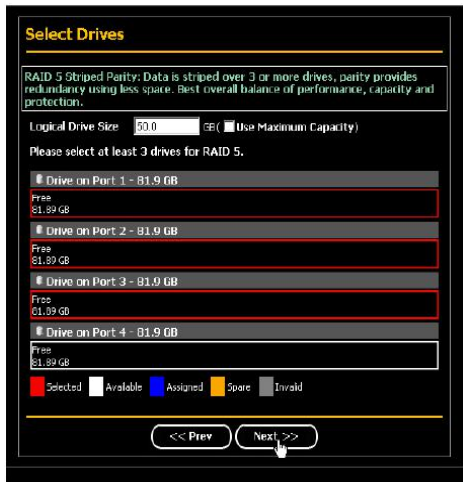 Select Drives
RAID 5 Striped Parity: Data is striped over 3 or more drives, parity provides
redundancy using less space. Best overall balance of performance, capacity and
protection.
Logical Drive Size 50.0 GB ( Use Maximum Capacity)
Please select at least 3 drives for RAID 5.
Drive on Port 1 - 81.9 GB
Free
81.89 GB
Drive on Port 2 - 81.9 GB
Free
81.89 GB
Drive on Port 3 - 81.9 GB
Free
81.89 GB
Drive on Port 4 - 81.9 GB
Free
81.89 GB
Selected Available Assigned Spare Invalid
<< Prev Next >>